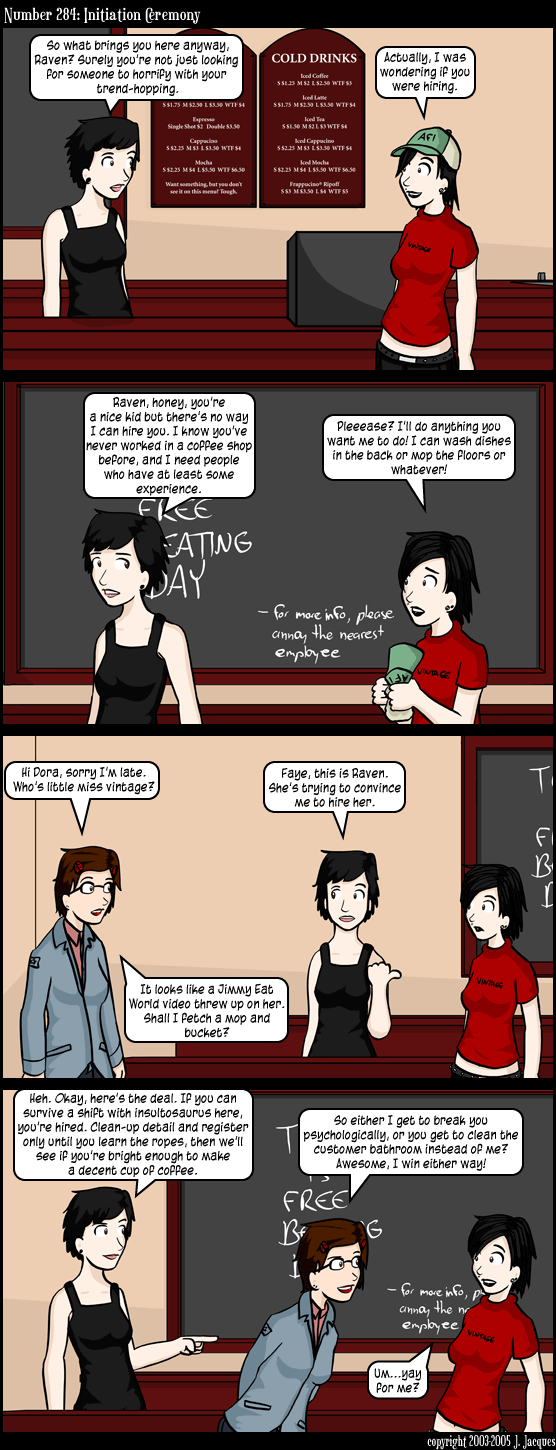 Number 284: Initiation Ceremony
So what brings you here anyway,
Raven? Surely you're not just looking
for someone to horrify with your
trend-hopping.
Actually, I was
wondering if you
were hiring.
S $1.75 M $2.50 L $3.50 WTF $4
Espresso
Single Shot $2 Double $3.50
Cappucino
S $2.25 M $3 L $3.50 WTF $4
Mocha
S $2.25 M $4 L $5.50 WTF $6.50
Want something, but you don't
see it on this menu? Tough.
COLD DRINKS
Iced Coffee
S $1.25 M $2 L $2.50 WTF $3
Iced Latte
S $1.75 M $2.50 L $3.50 WTF $4
Iced Tea
S $1.50 M $2 L $3 WTF $4
Iced Cappucino
S $2.25 M $3 L $3.50 WTF $4
Iced Mocha
S $2.25 M $4 L $5.50 WTF $6.50
Frappucino® Ripoff
S $3 M $3.50 L $4 WTF $5
AFI
VINTAGE
Raven, honey, you're
a nice kid but there's no way
I can hire you. I know you've
never worked in a coffee shop
before, and I need people
who have at least some
experience.
Pleeease? I'll do anything you
want me to do! I can wash dishes
in the back or mop the floors or
whatever!
FREE
EATING
DAY
- for more info, please
annoy the nearest
employee
AFI
VINTAGE
Hi Dora, sorry I'm late.
Who's little miss vintage?
Faye, this is Raven.
She's trying to convince
me to hire her.
It looks like a Jimmy Eat
World video threw up on her.
Shall I fetch a mop and
bucket?
VINTAGE
Heh. Okay, here's the deal. If you can
survive a shift with insultosaurus here,
you're hired. Clean-up detail and register
only until you learn the ropes, then we'll
see if you're bright enough to make
a decent cup of coffee.
So either I get to break you
psychologically, or you get to clean the
customer bathroom instead of me?
Awesome, I win either way!
IS
FREE
BE G
- for more info, p
annoy the n
employee
VINTAGE
Um...yay
for me?
copyright 2003-2005 J. Jacques